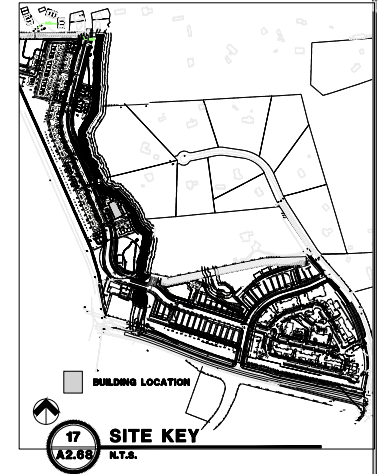 BUILDING LOCATION
17
SITE KEY
A2.68
N.T.S.